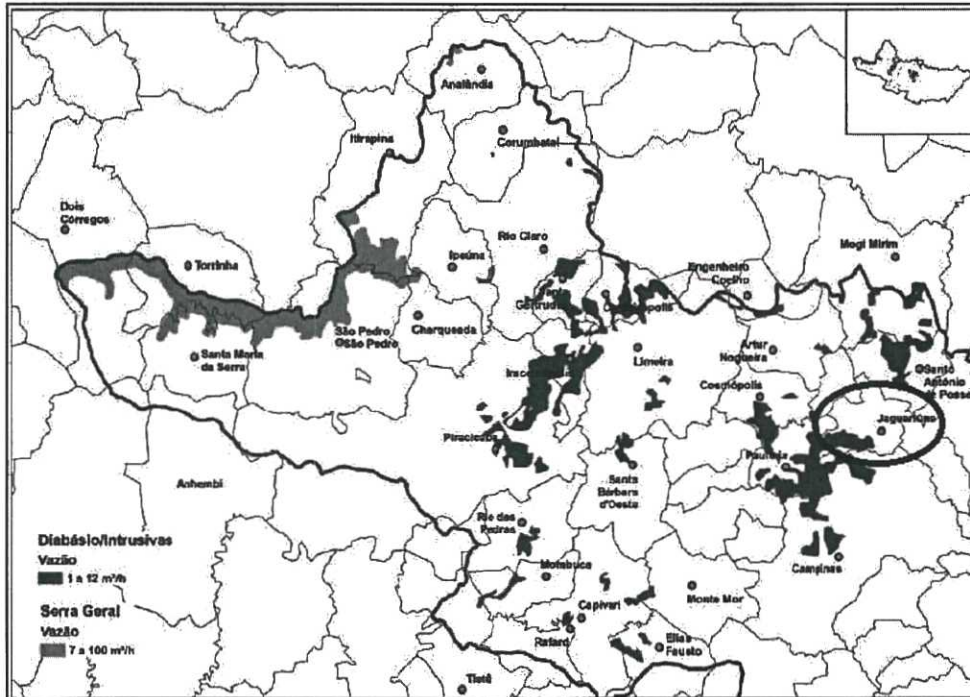 Analândia
Corumbataí
Itirapina
Dois
Córregos
Torrinha
Ipeúna
Rio Claro
Mogi Mirim
Engenheiro
Coelho
Santa
Gertrudes
São Pedro
São Pedro
Charqueada
Santa Maria
da Serra
Limeira
Artur
Nogueira
Cosmópolis
Santo
Antônio
de Posse
Jaguariúna
Piracicaba
Paulínia
Anhembi
Santa
Bárbara
d'Oeste
Rio das
Pedras
Campinas
Mombuca
Monte Mor
Capivari
Rafard
Elias
Fausto
Tietê
Diabásio/Intrusivas
Vazão
1 a 12 m³/h
Serra Geral
Vazão
7 a 100 m³/h